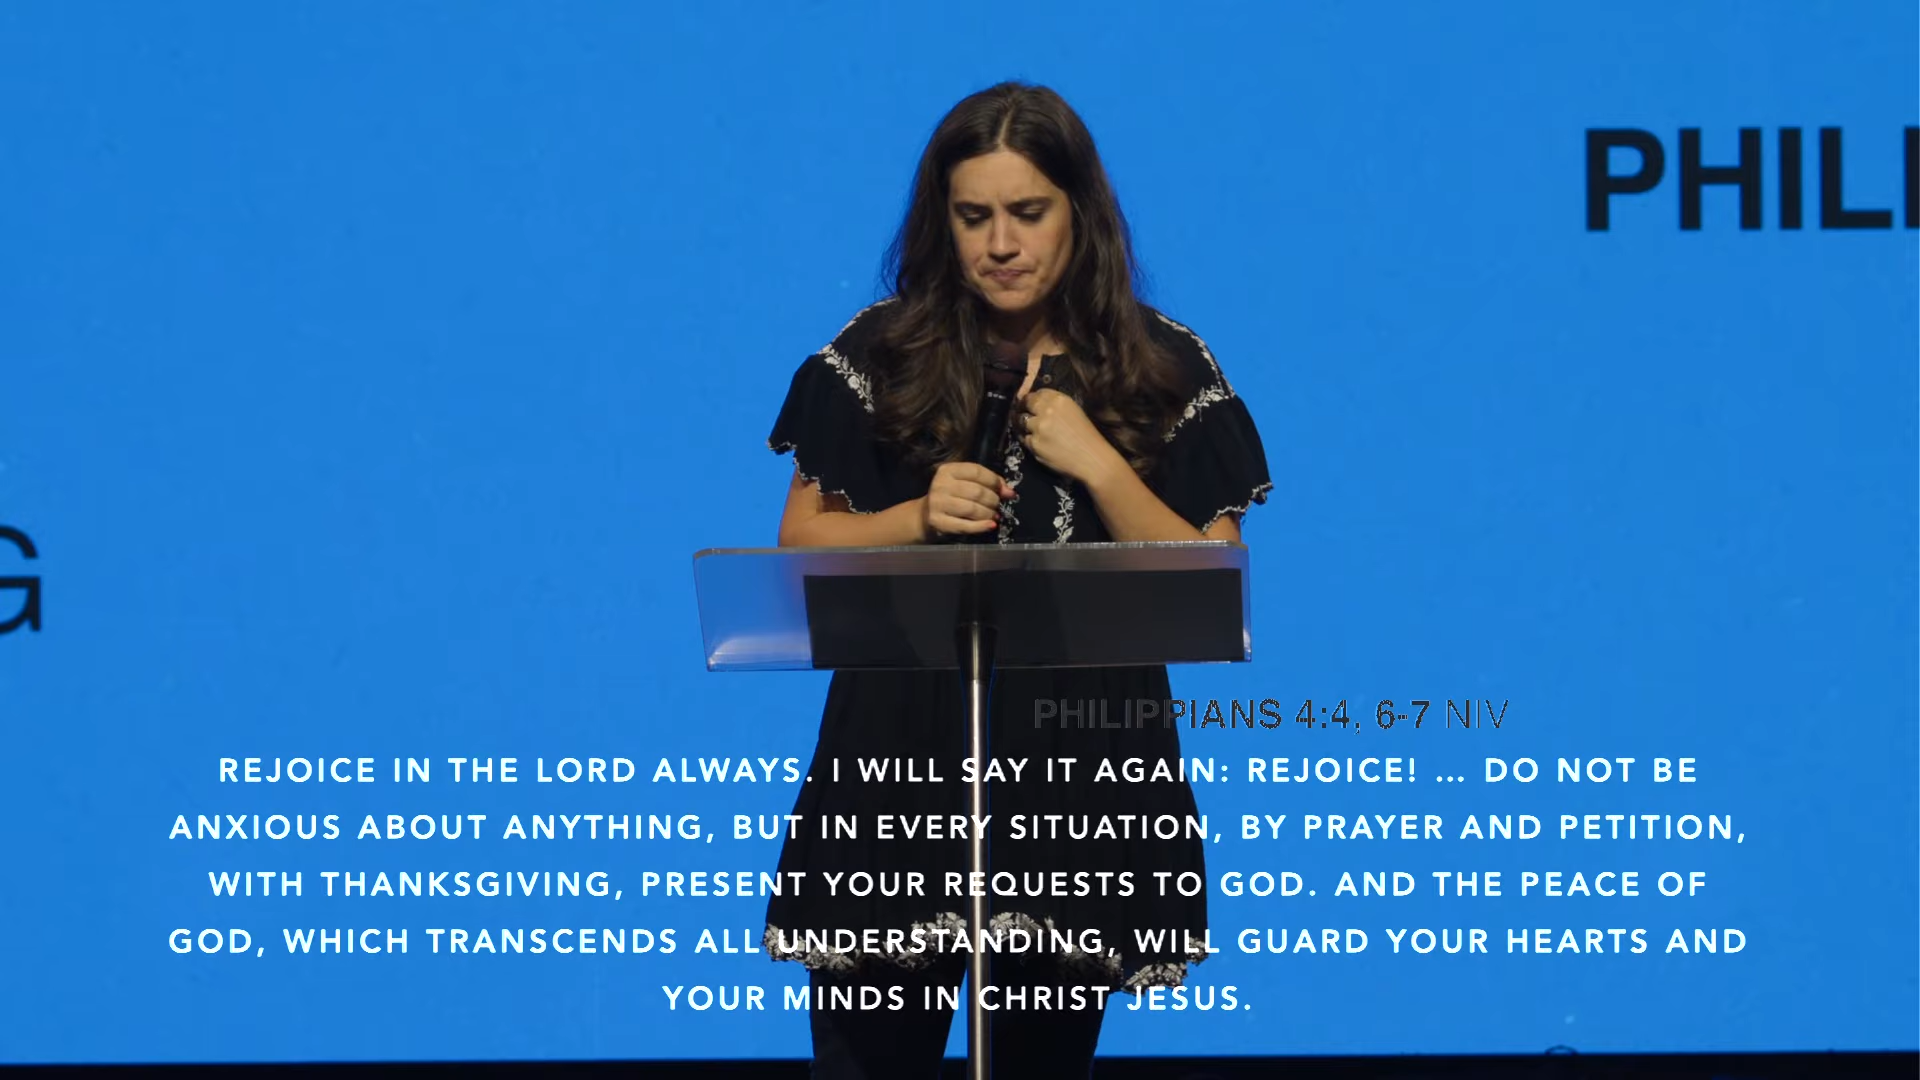 PHILI
G
PHILIPPIANS 4:4, 6-7 NIV
REJOICE IN THE LORD ALWAYS. I WILL SAY IT AGAIN: REJOICE! ... DO NOT BE
ANXIOUS ABOUT ANYTHING, BUT IN EVERY SITUATION, BY PRAYER AND PETITION,
WITH THANKSGIVING, PRESENT YOUR REQUESTS TO GOD. AND THE PEACE OF
GOD, WHICH TRANSCENDS ALL UNDERSTANDING, WILL GUARD YOUR HEARTS AND
YOUR MINDS IN CHRIST JESUS.